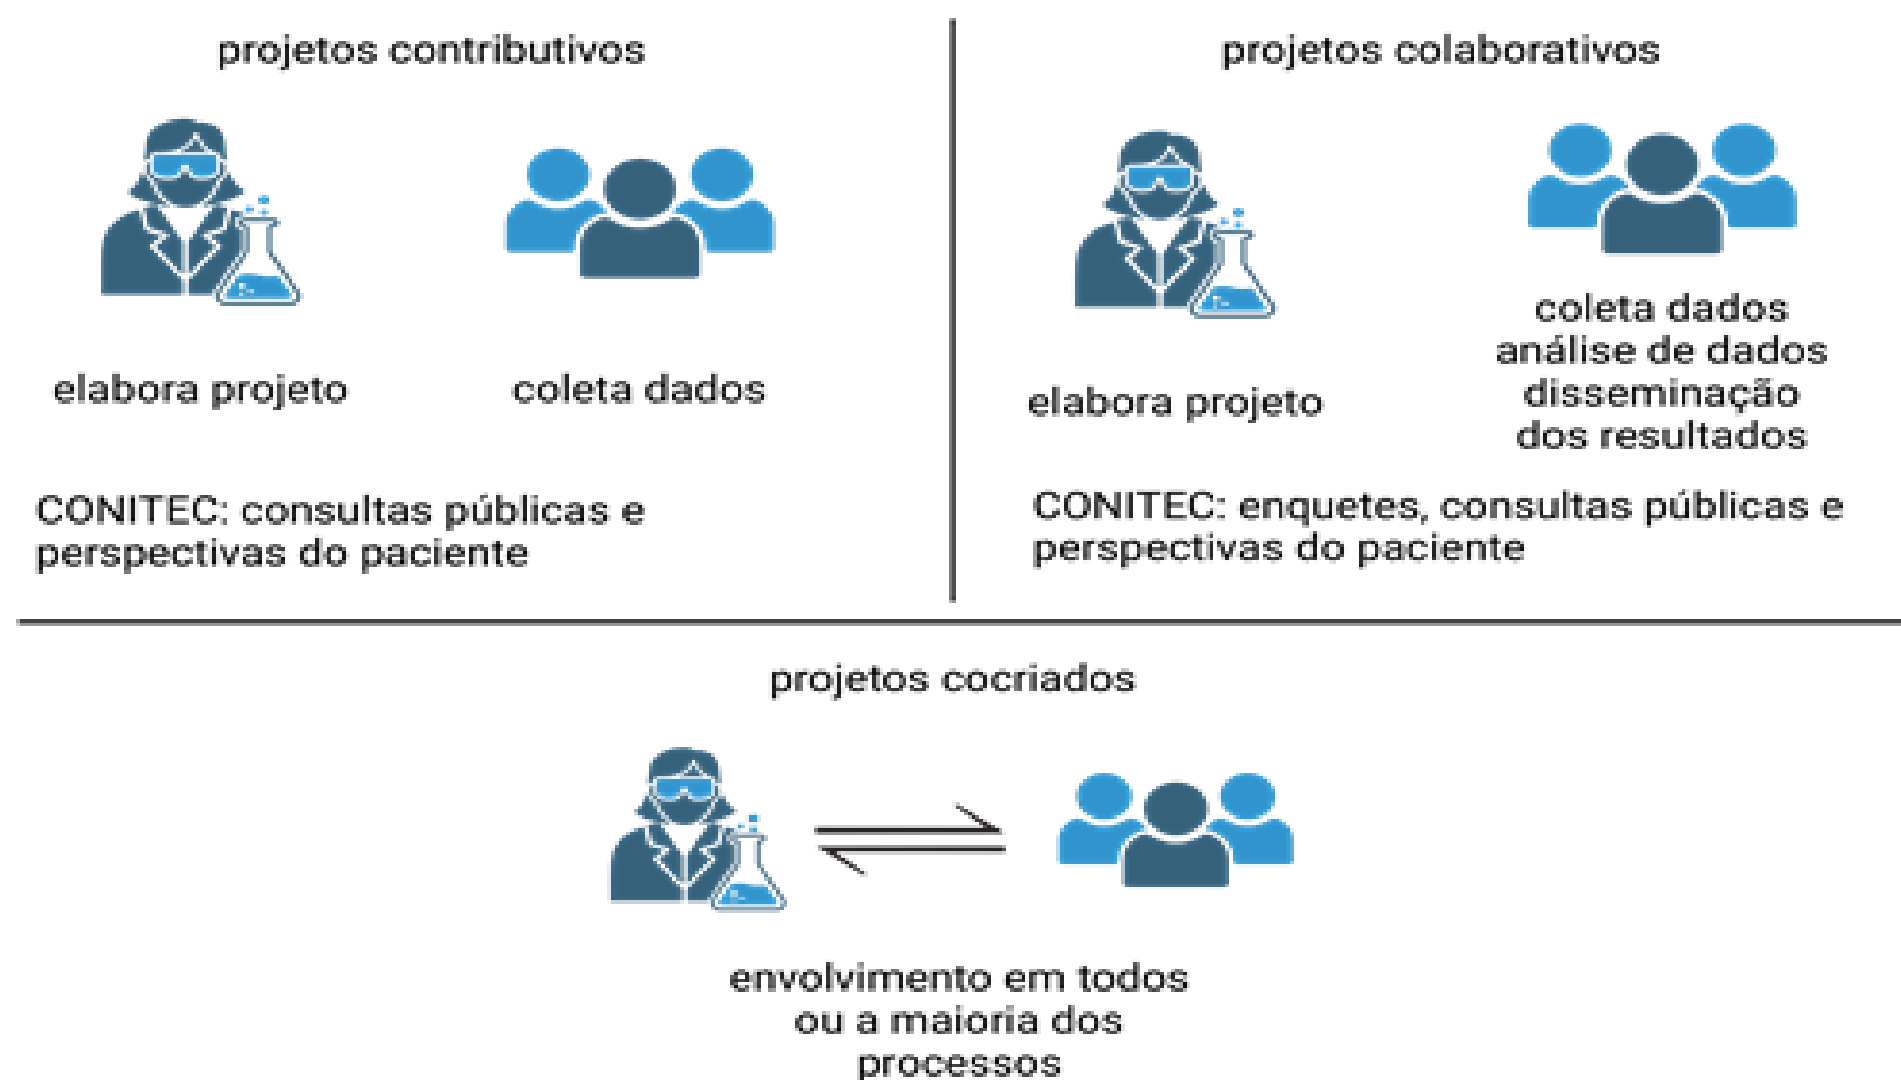 projetos contributivos
elabora projeto
coleta dados
CONITEC: consultas públicas e
perspectivas do paciente
projetos colaborativos
elabora projeto
coleta dados
análise de dados
disseminação
dos resultados
CONITEC: enquetes, consultas públicas e
perspectivas do paciente
projetos cocriados
envolvimento em todos
ou a maioria dos
processos